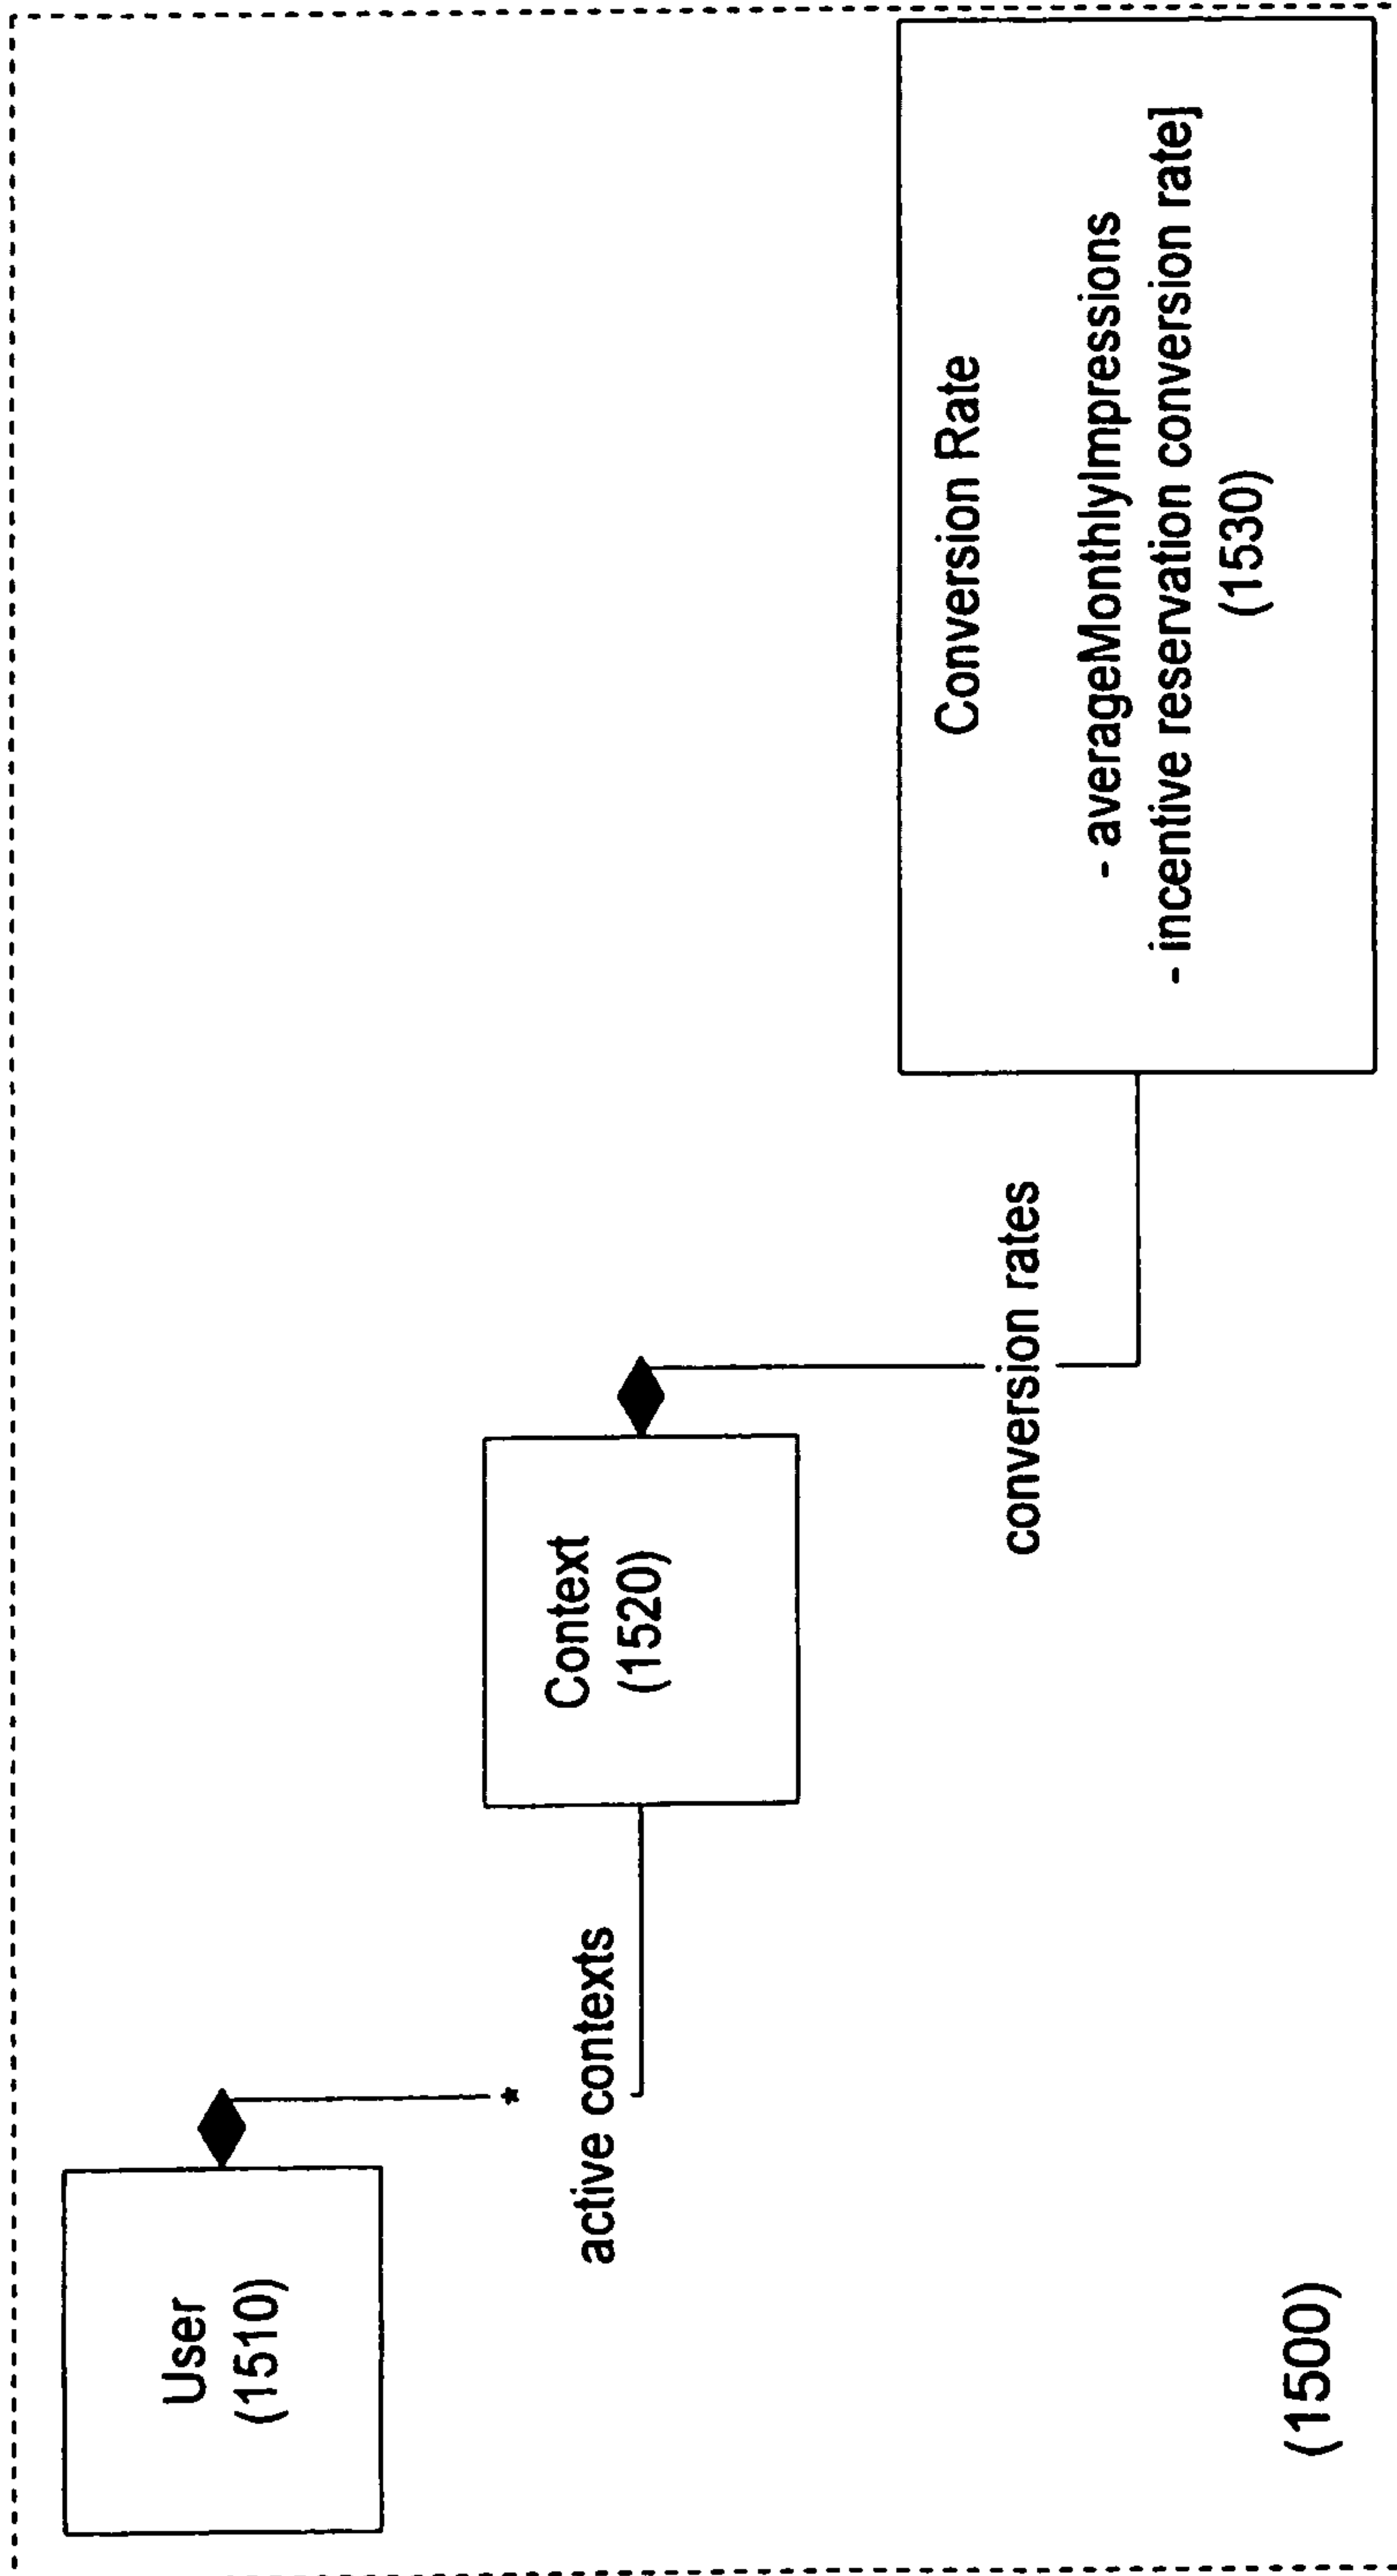 User
(1510)
*
active contexts
Context
(1520)
conversion rates
Conversion Rate
- averageMonthlyImpressions
- incentive reservation conversion rate]
(1530)
(1500)